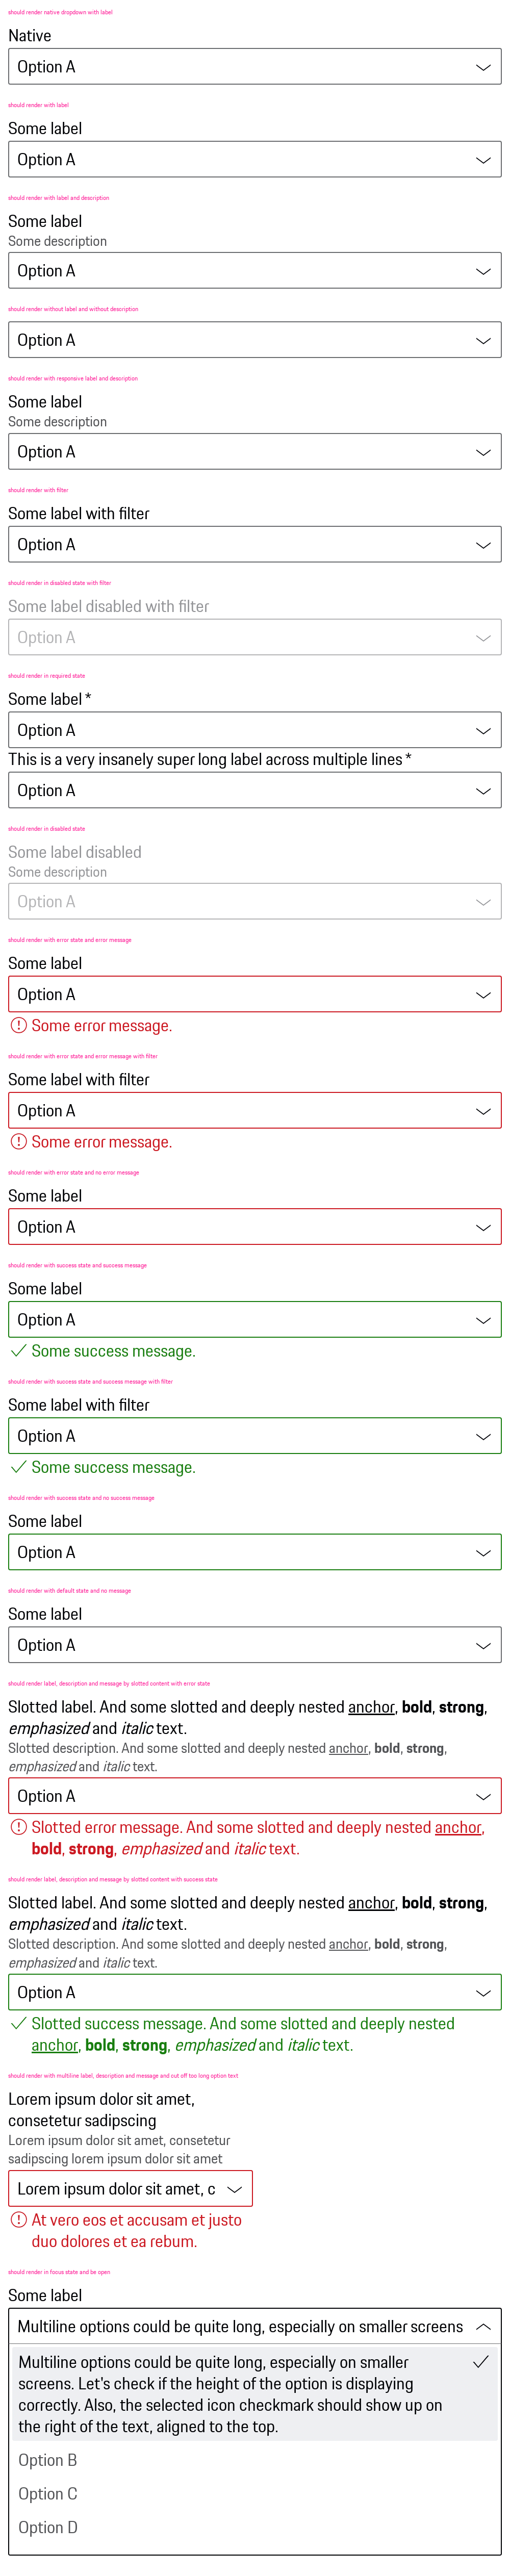 should render native dropdown with label
Native
Option A
should render with label
Some label
Option A
should render with label and description
Some label
Some description
Option A
should render without label and without description
Option A
should render with responsive label and description
Some label
Some description
Option A
should render with filter
Some label with filter
Option A
should render in disabled state with filter
Some label disabled with filter
Option A
should render in required state
Some label *
Option A
This is a very insanely super long label across multiple lines *
Option A
should render in disabled state
Some label disabled
Some description
Option A
should render with error state and error message
Some label
Option A
Some error message.
should render with error state and error message with filter
Some label with filter
Option A
Some error message.
should render with error state and no error message
Some label
Option A
should render with success state and success message
Some label
Option A
Some success message.
should render with success state and success message with filter
Some label with filter
Option A
Some success message.
should render with success state and no success message
Some label
Option A
should render with default state and no message
Some label
Option A
should render label, description and message by slotted content with error state
Slotted label. And some slotted and deeply nested anchor, bold, strong,
emphasized and italic text.
Slotted description. And some slotted and deeply nested anchor, bold, strong,
emphasized and italic text.
Option A
Slotted error message. And some slotted and deeply nested anchor,
bold, strong, emphasized and italic text.
should render label, description and message by slotted content with success state
Slotted label. And some slotted and deeply nested anchor, bold, strong,
emphasized and italic text.
Slotted description. And some slotted and deeply nested anchor, bold, strong,
emphasized and italic text.
Option A
Slotted success message. And some slotted and deeply nested
anchor, bold, strong, emphasized and italic text.
should render with multiline label, description and message and cut off too long option text
Lorem ipsum dolor sit amet,
consetetur sadipscing
Lorem ipsum dolor sit amet, consetetur
sadipscing lorem ipsum dolor sit amet
Lorem ipsum dolor sit amet, c
At vero eos et accusam et justo
duo dolores et ea rebum.
should render in focus state and be open
Some label
Multiline options could be quite long, especially on smaller screens
Multiline options could be quite long, especially on smaller
screens. Let's check if the height of the option is displaying
correctly. Also, the selected icon checkmark should show up on
the right of the text, aligned to the top.
Option B
Option C
Option D